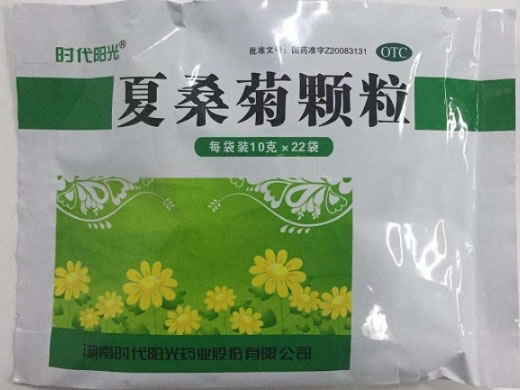 时代阳光®
批准文号：国药准字Z20083131
OTC
夏桑菊颗粒
每袋装10克×22袋
湖南时代阳光药业股份有限公司